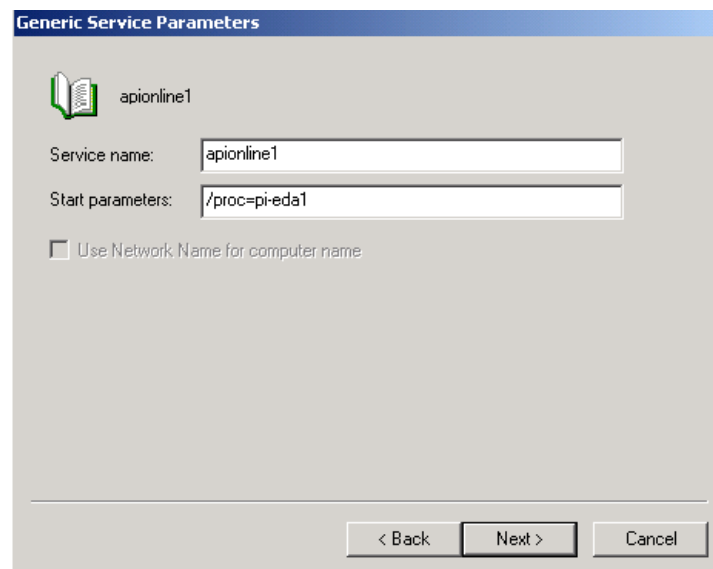 Generic Service Parameters
apionline1
Service name: apionline1
Start parameters: /proc=pi-eda1
Use Network Name for computer name
< Back Next > Cancel